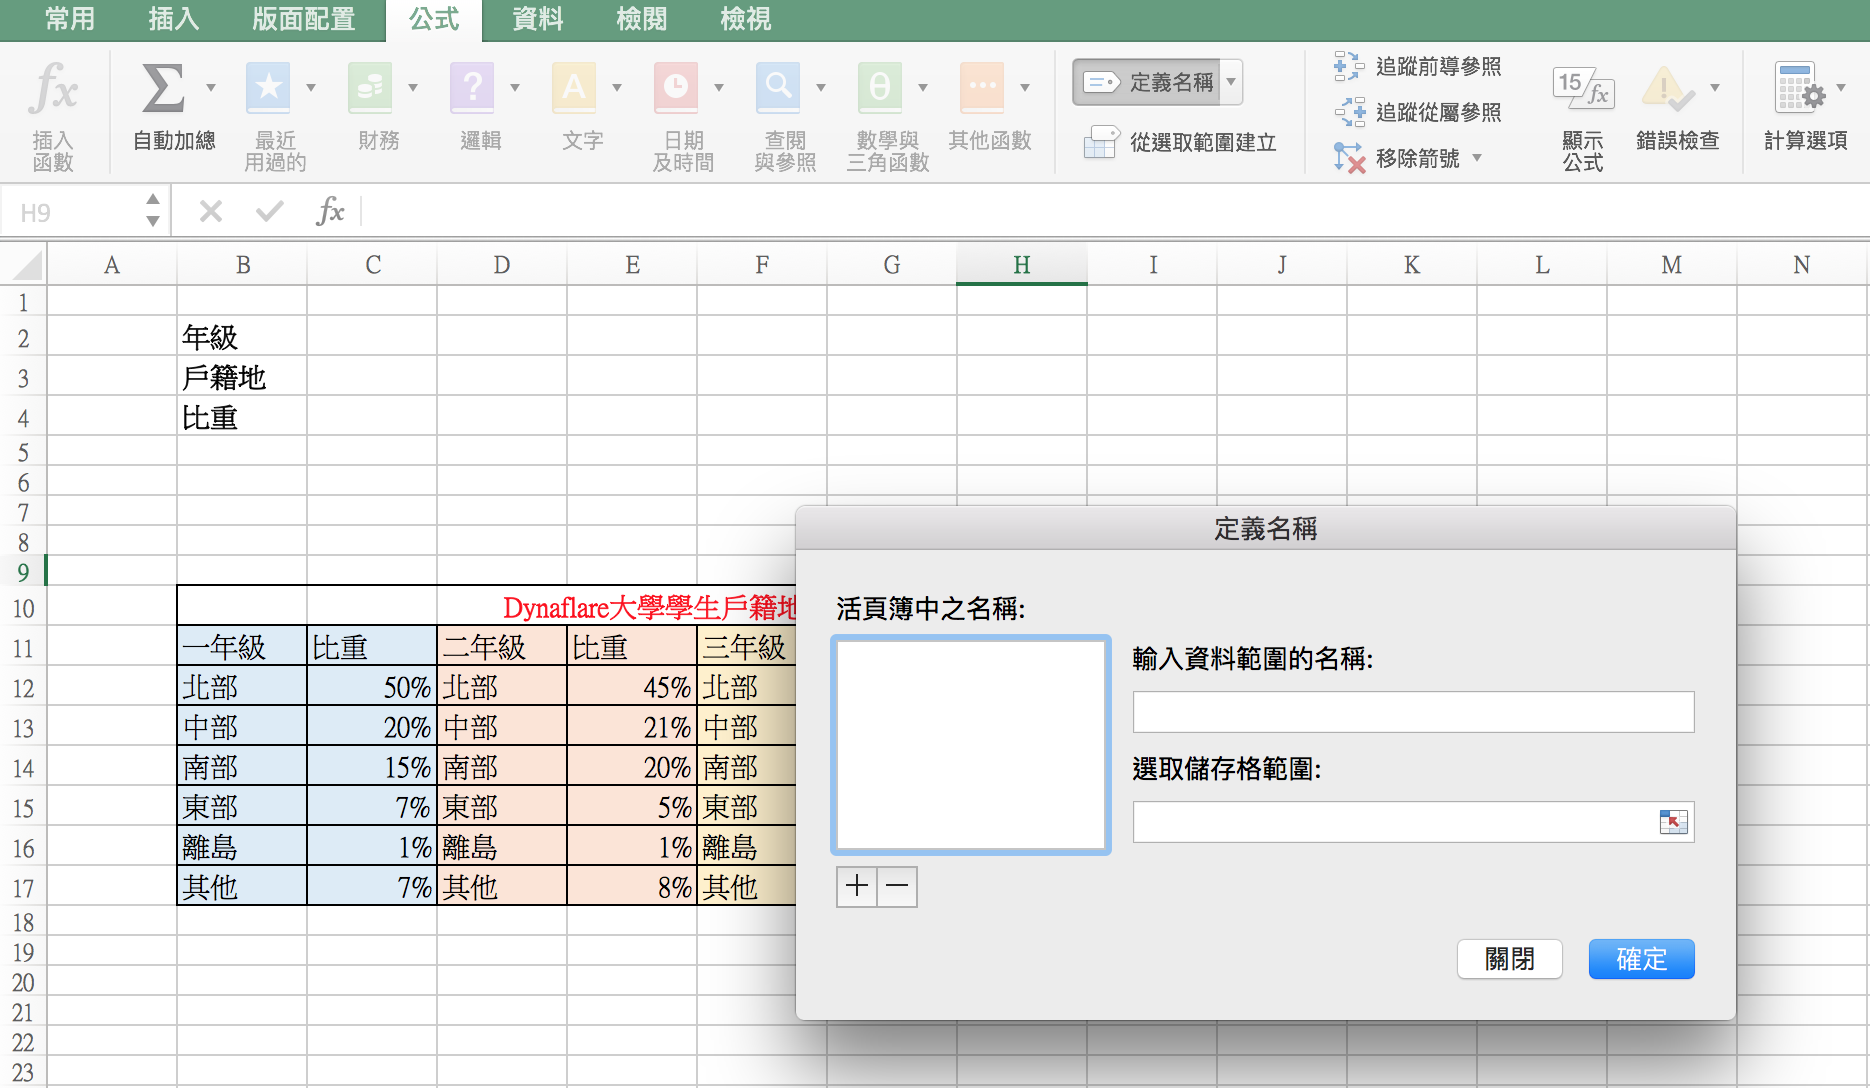 常用 插入 版面配置 公式 資料 檢閱 檢視
fx Σ ? A θ 15 fx
定義名稱 追蹤前導參照
追蹤從屬參照
插入 自動加總 最近 財務 邏輯 文字 日期 查閱 數學與 其他函數 從選取範圍建立 移除箭號 顯示 錯誤檢查 計算選項
函數 用過的 及時間 與參照 三角函數 公式
H9 fx
A B C D E F G H I J K L M N
1
2 年級
3 戶籍地
4 比重
5
6
7
8
9
10 Dynaflare大學學生戶籍地
11 一年級 比重 二年級 比重 三年級
12 北部 50% 北部 45% 北部
13 中部 20% 中部 21% 中部
14 南部 15% 南部 20% 南部
15 東部 7% 東部 5% 東部
16 離島 1% 離島 1% 離島
17 其他 7% 其他 8% 其他
18
19
20
21
22
23
定義名稱
活頁簿中之名稱:
輸入資料範圍的名稱:
選取儲存格範圍:
+ −
關閉 確定